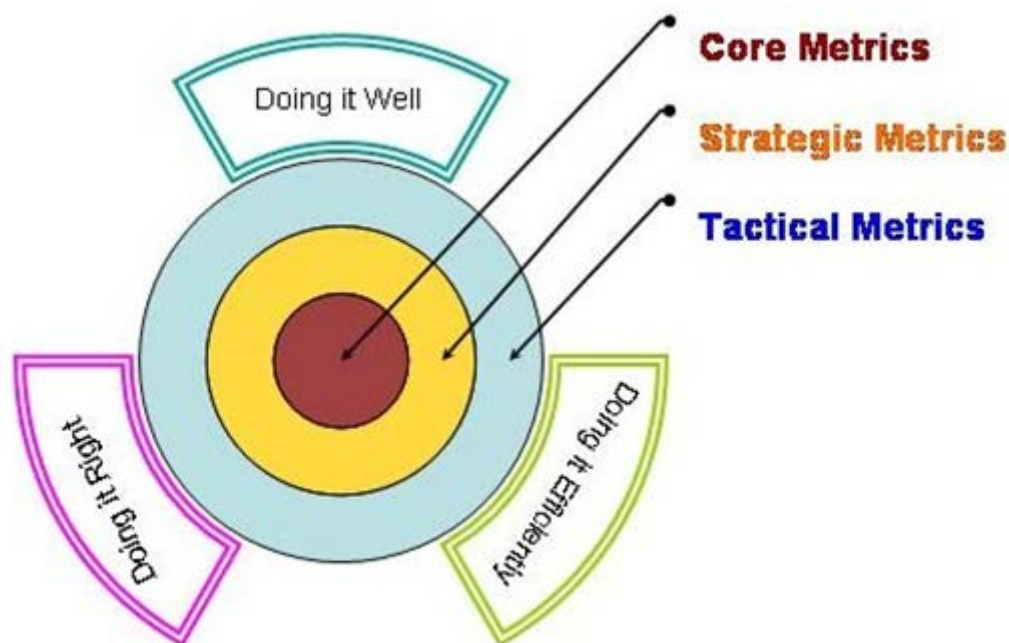 Doing it Well
Core Metrics
Strategic Metrics
Tactical Metrics
Doing it Right
Doing it Efficiently